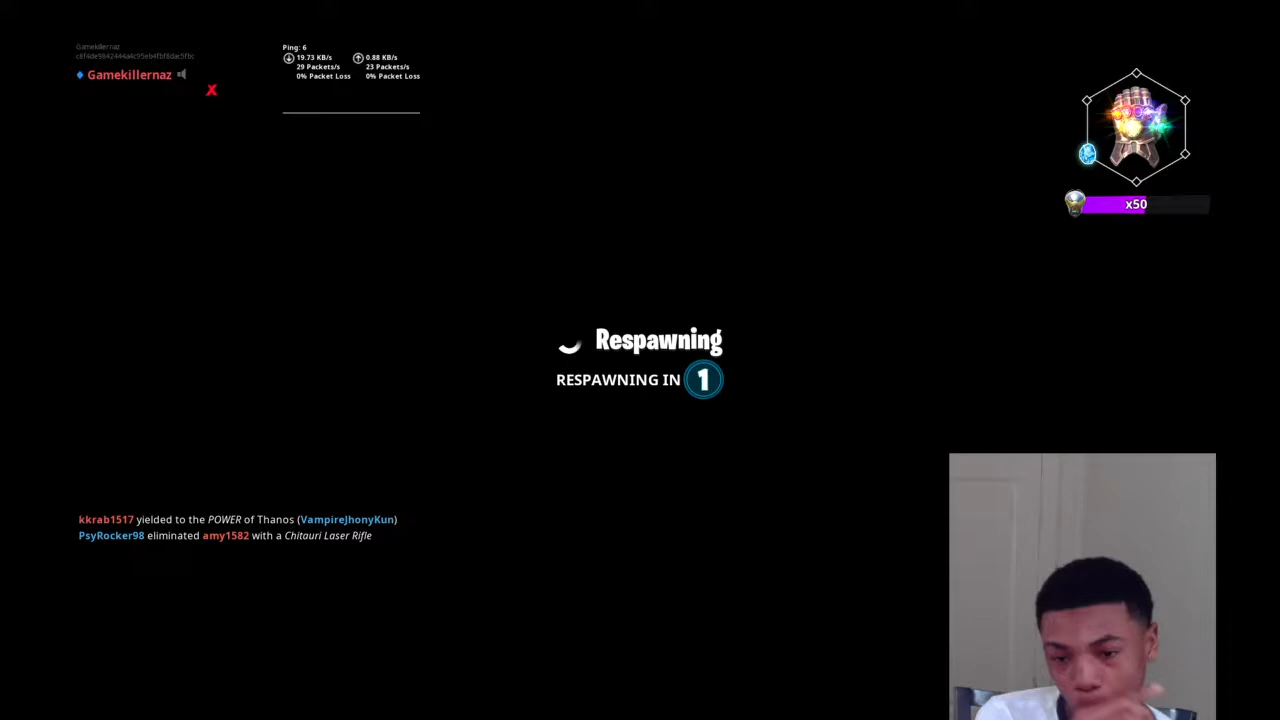 Gamekillernaz
Gamekillernaz
X
Ping: 6
19.73 KB/s 0.88 KB/s
29 Packets/s 23 Packets/s
0% Packet Loss 0% Packet Loss
x50
Respawning
RESPAWNING IN 1
kkrab1517 yielded to the POWER of Thanos (VampireJhonyKun)
PsyRocker98 eliminated amy1582 with a Chitauri Laser Rifle